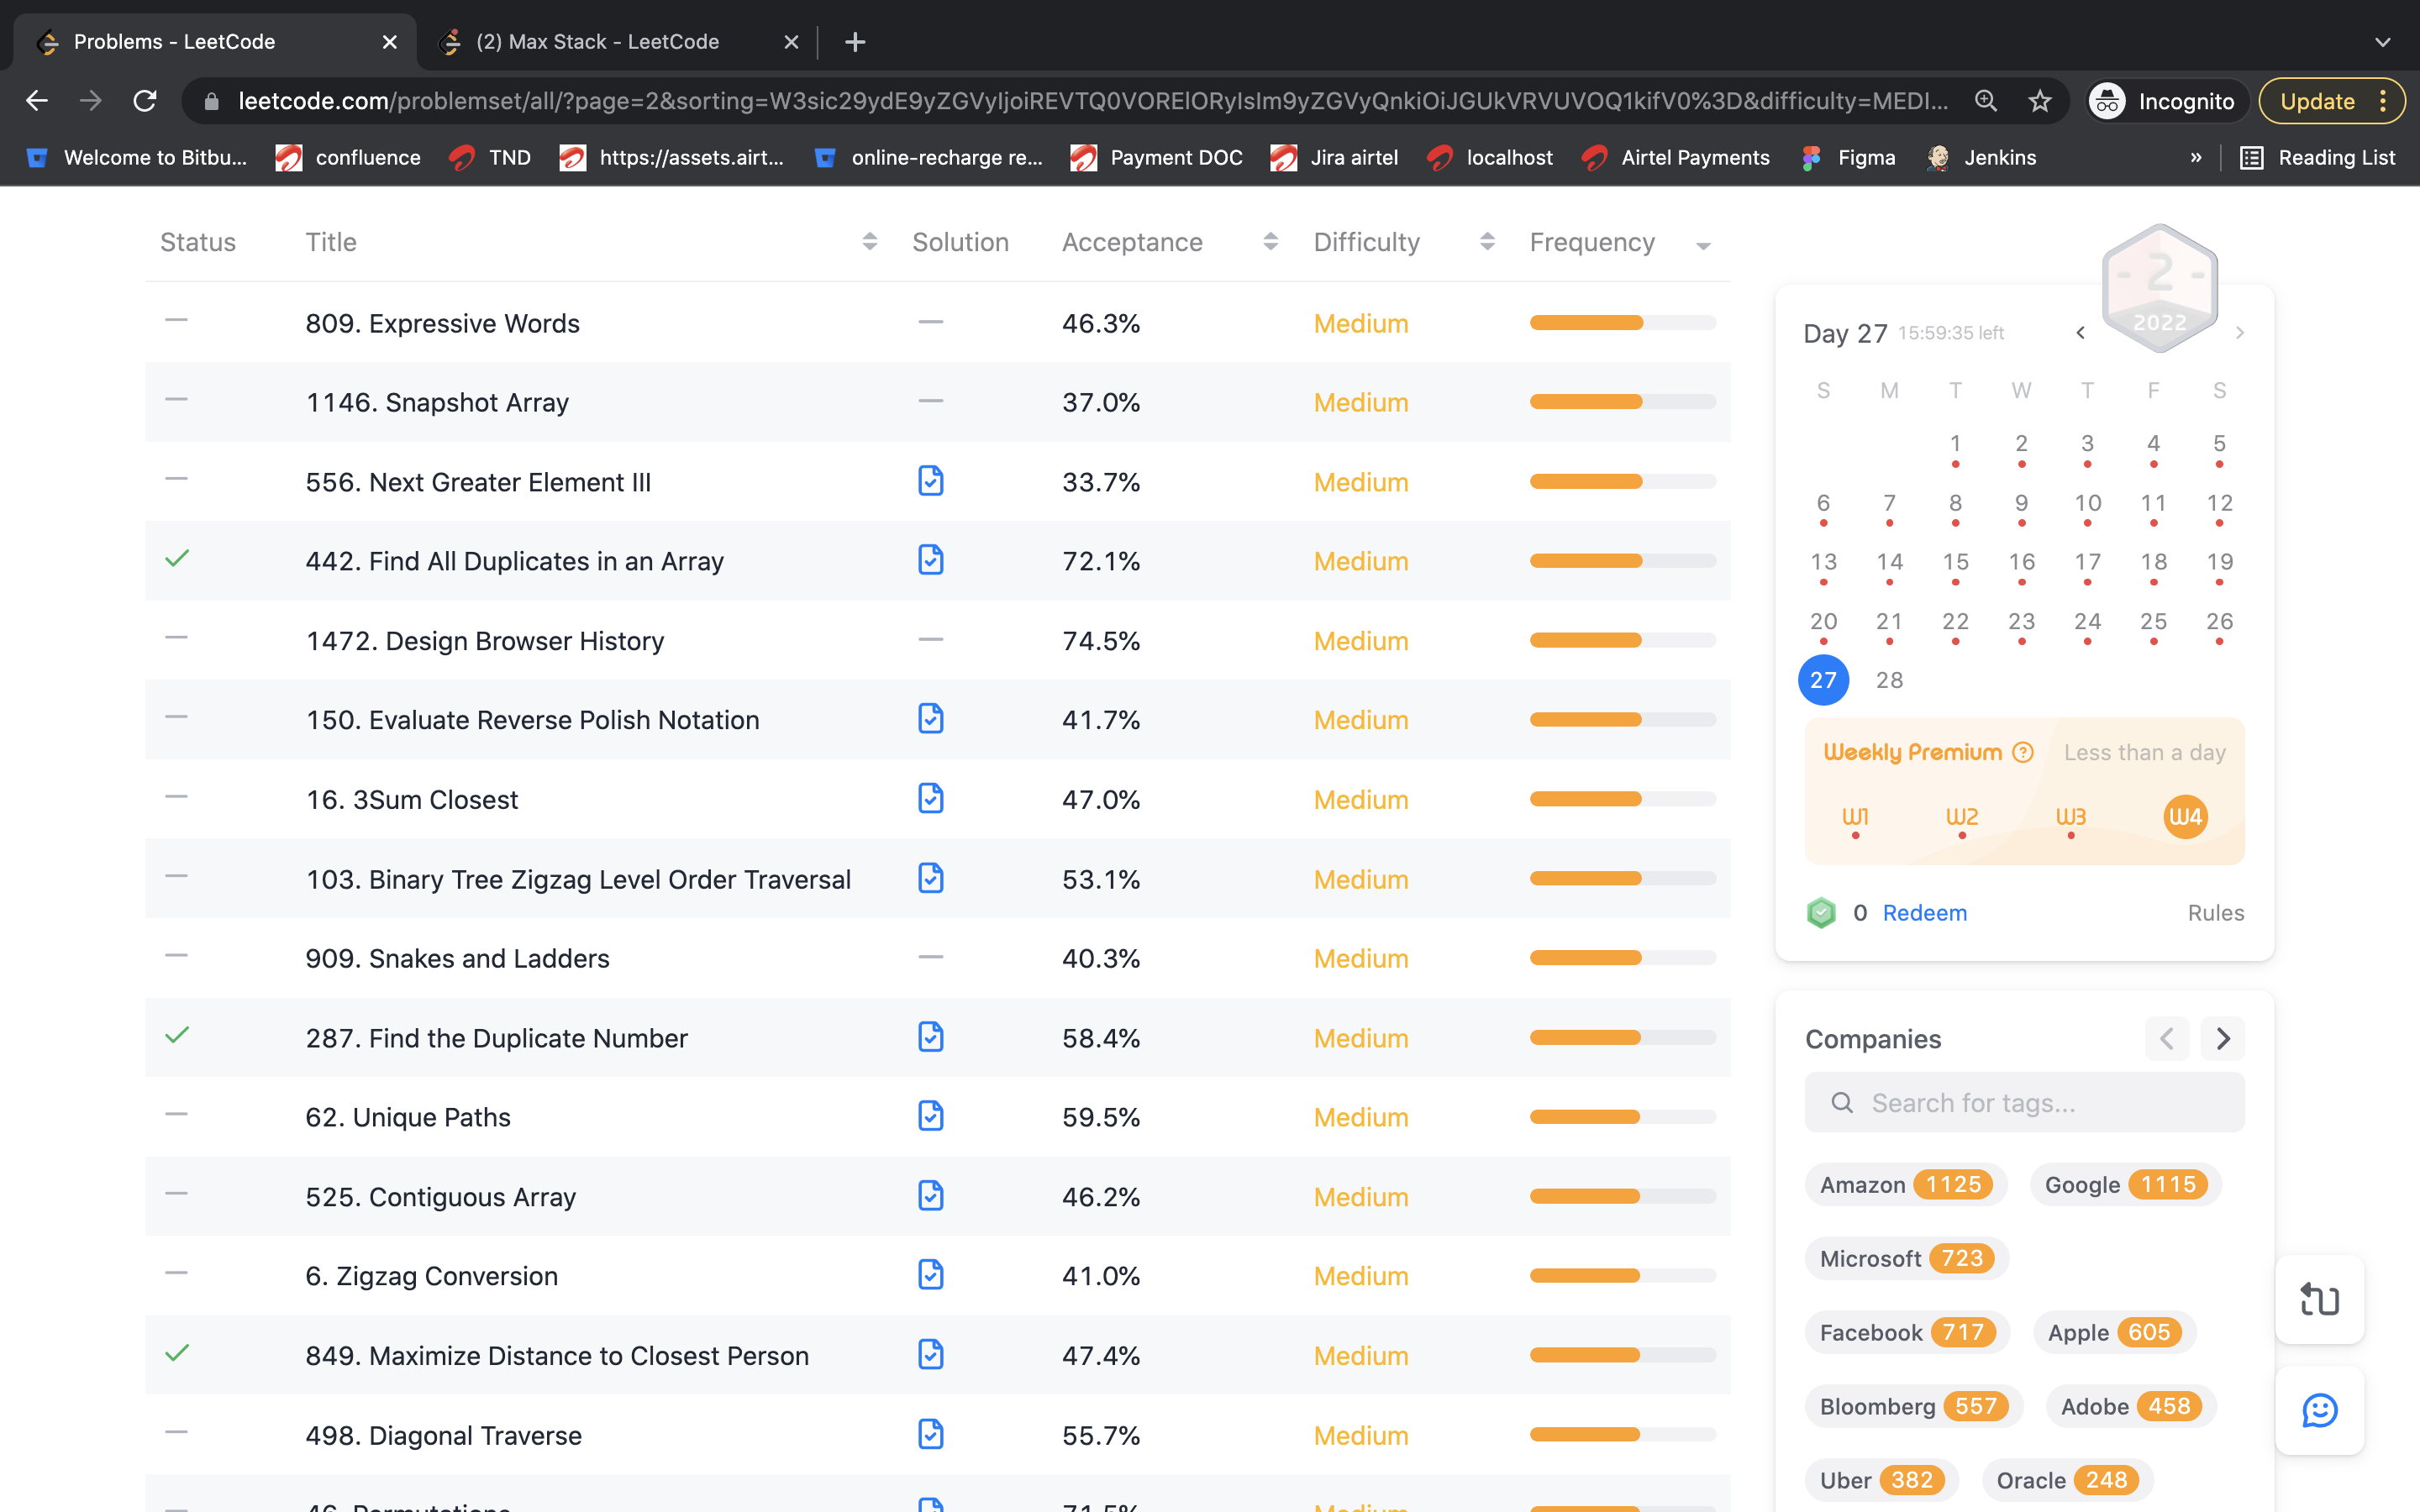 Problems - LeetCode
(2) Max Stack - LeetCode
leetcode.com/problemset/all/?page=2&sorting=W3sic29ydE9yZGVyIjoiREVTQ0VORElORyIsIm9yZGVyQnkiOiJGUkVRVUVOQ1kifV0%3D&difficulty=MEDI...
Incognito
Update
Welcome to Bitbu...
confluence
TND
https://assets.airt...
online-recharge re...
Payment DOC
Jira airtel
localhost
Airtel Payments
Figma
Jenkins
»
Reading List
Status Title Solution Acceptance Difficulty Frequency
809. Expressive Words 46.3% Medium
1146. Snapshot Array 37.0% Medium
556. Next Greater Element III 33.7% Medium
442. Find All Duplicates in an Array 72.1% Medium
1472. Design Browser History 74.5% Medium
150. Evaluate Reverse Polish Notation 41.7% Medium
16. 3Sum Closest 47.0% Medium
103. Binary Tree Zigzag Level Order Traversal 53.1% Medium
909. Snakes and Ladders 40.3% Medium
287. Find the Duplicate Number 58.4% Medium
62. Unique Paths 59.5% Medium
525. Contiguous Array 46.2% Medium
6. Zigzag Conversion 41.0% Medium
849. Maximize Distance to Closest Person 47.4% Medium
498. Diagonal Traverse 55.7% Medium
46. Permutations 71.5% Medium
- 2 -
2022
Day 27 15:59:35 left
S M T W T F S
1 2 3 4 5
6 7 8 9 10 11 12
13 14 15 16 17 18 19
20 21 22 23 24 25 26
27 28
Weekly Premium ? Less than a day
W1 W2 W3 W4
0 Redeem Rules
Companies
Search for tags...
Amazon 1125 Google 1115
Microsoft 723
Facebook 717 Apple 605
Bloomberg 557 Adobe 458
Uber 382 Oracle 248